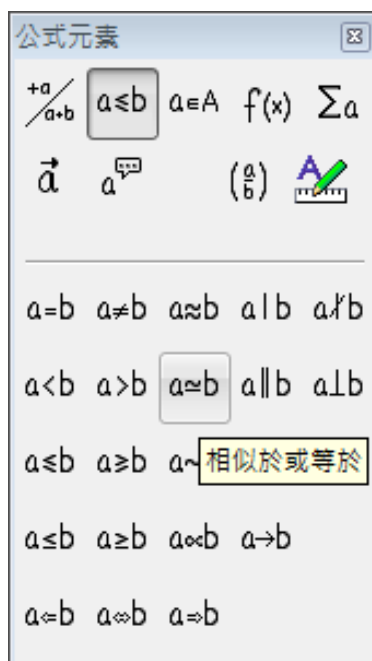 公式元素
+a/a+b a≤b a∈A f(x) Σa
a⃗ a (a/b) A
a=b a≠b a≈b a|b a∤b
a<b a>b a≃b a∥b a⊥b
a⩽b a⩾b a~ 相似於或等於
a≤b a≥b a∝b a→b
a⇐b a⇔b a⇒b